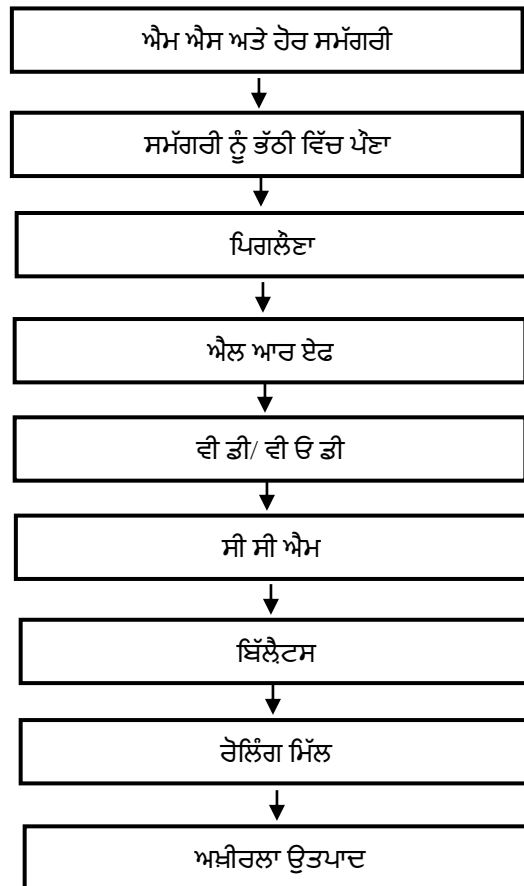 ਐਮ ਐਸ ਅਤੇ ਹੋਰ ਸਮੱਗਰੀ
ਸਮੱਗਰੀ ਨੂੰ ਭੱਠੀ ਵਿੱਚ ਪੌਣਾ
ਪਿਗਲੌਣਾ
ਐਲ ਆਰ ਏਫ
ਵੀ ਡੀ/ ਵੀ ਓ ਡੀ
ਸੀ ਸੀ ਐਮ
ਬਿੱਲੈਟਸ
ਰੋਲਿੰਗ ਮਿੱਲ
ਅਖ਼ੀਰਲਾ ਉਤਪਾਦ